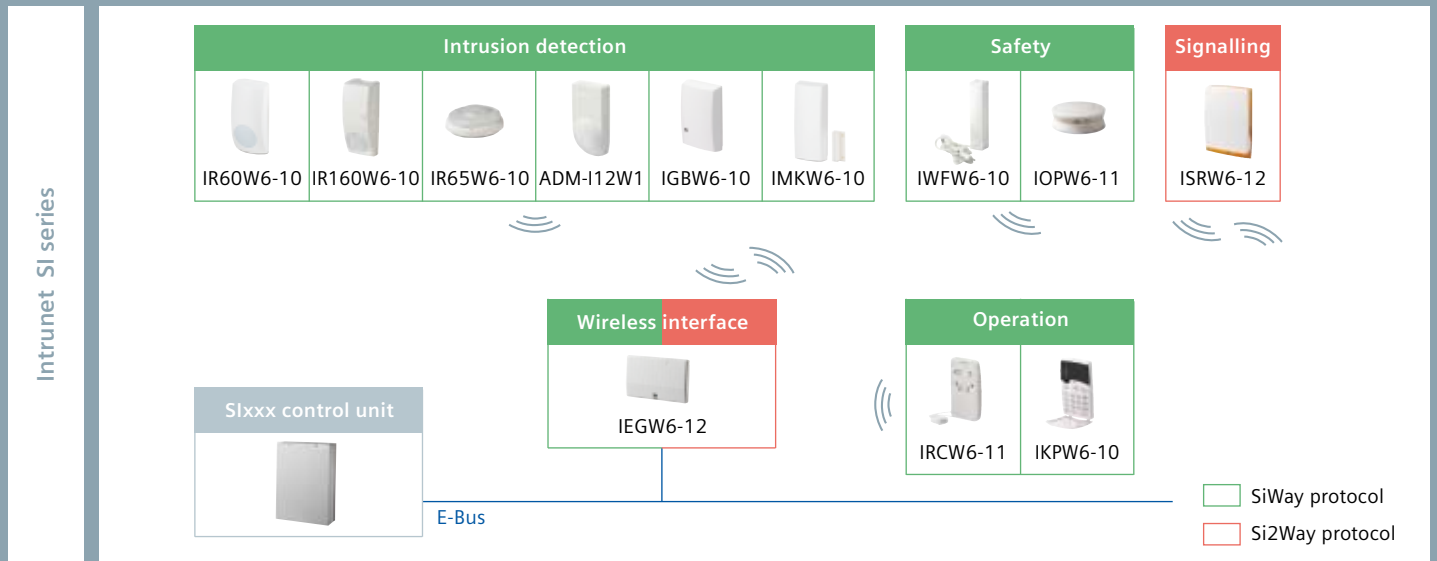 Intrunet SI series
Intrusion detection
IR60W6-10
IR160W6-10
IR65W6-10
ADM-I12W1
IGBW6-10
IMKW6-10
Safety
IWFW6-10
IOPW6-11
Signalling
ISRW6-12
Wireless interface
IEGW6-12
Operation
IRCW6-11
IKPW6-10
SIxxx control unit
E-Bus
SiWay protocol
Si2Way protocol